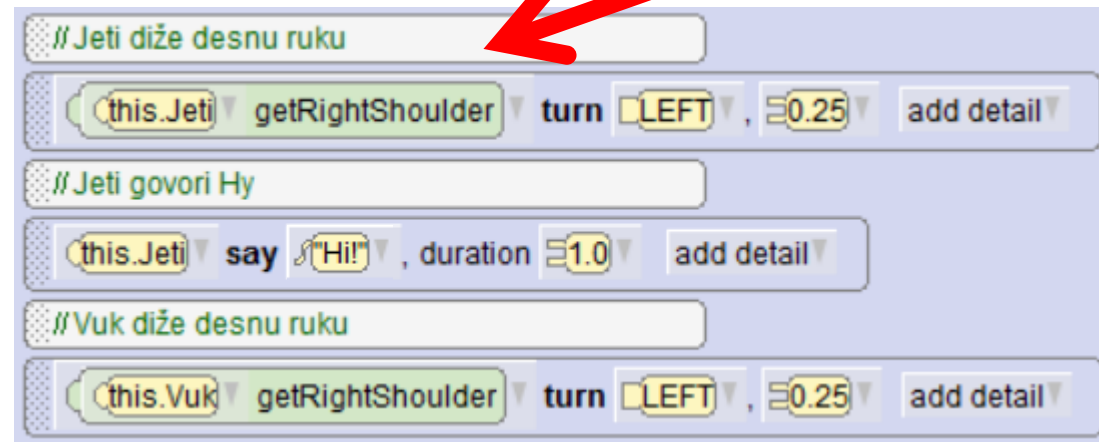 //Jeti diže desnu ruku
this.Jeti getRightShoulder turn LEFT , 0.25 add detail
//Jeti govori Hy
this.Jeti say "Hi!" , duration 1.0 add detail
//Vuk diže desnu ruku
this.Vuk getRightShoulder turn LEFT , 0.25 add detail